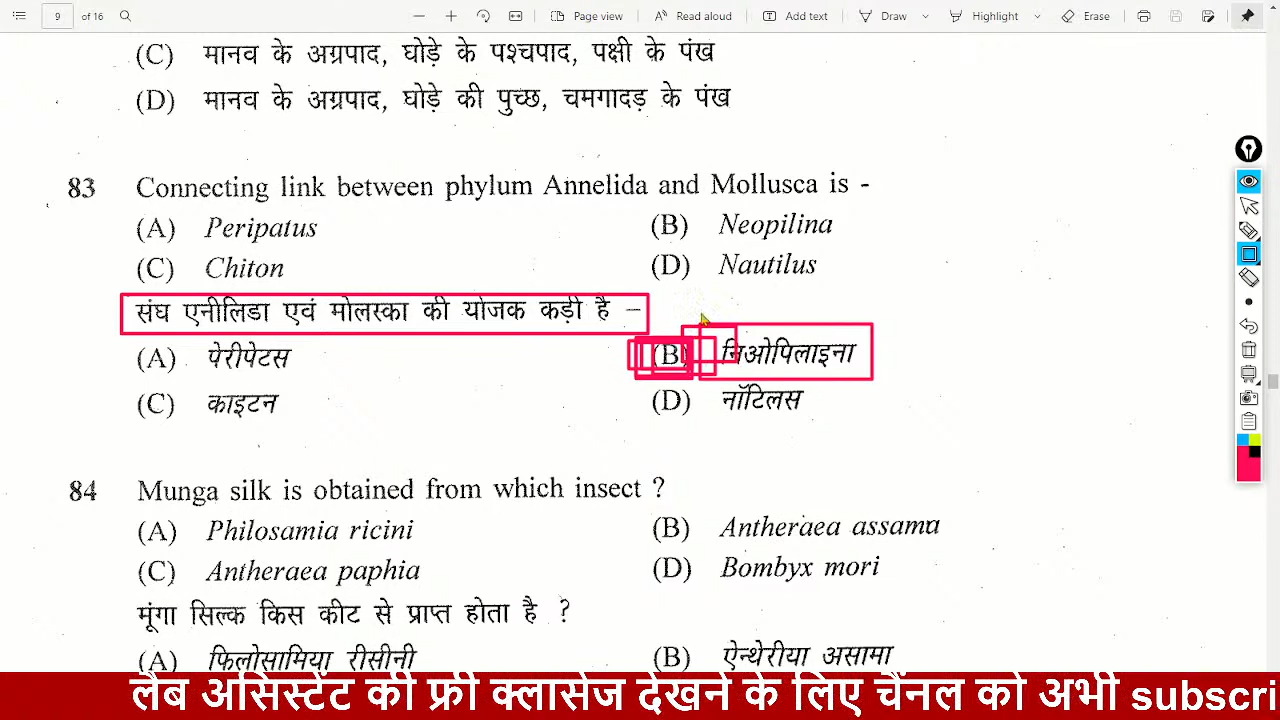 9 of 16 Page view Read aloud Add text Draw Highlight Erase
(C) मानव के अग्रपाद, घोड़े के पश्चपाद, पक्षी के पंख
(D) मानव के अग्रपाद, घोड़े की पुच्छ, चमगादड़ के पंख
83 Connecting link between phylum Annelida and Mollusca is -
(A) Peripatus (B) Neopilina
(C) Chiton (D) Nautilus
संघ एनीलिडा एवं मोलस्का की योजक कड़ी है –
(A) पेरीपेटस (B) निओपिलाइना
(C) काइटन (D) नॉटिलस
84 Munga silk is obtained from which insect ?
(A) Philosamia ricini (B) Antheraea assama
(C) Antheraea paphia (D) Bombyx mori
मूंगा सिल्क किस कीट से प्राप्त होता है ?
(A) फिलोसामिया रीसीनी (B) ऐन्थेरीया असामा
लैब असिस्टेंट की फ्री क्लासेज देखने के लिए चैंनल को अभी subscri